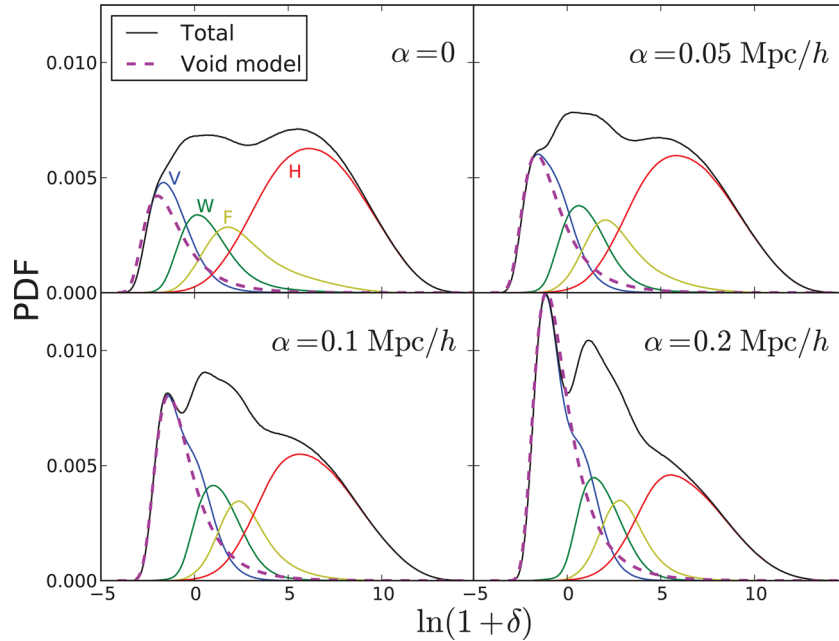 Total
Void model
α=0
α=0.05 Mpc/h
0.010
0.005
0.000
V
W
F
H
PDF
α=0.1 Mpc/h
α=0.2 Mpc/h
0.010
0.005
0.000
−5 0 5 10
0 5 10
ln(1+δ)